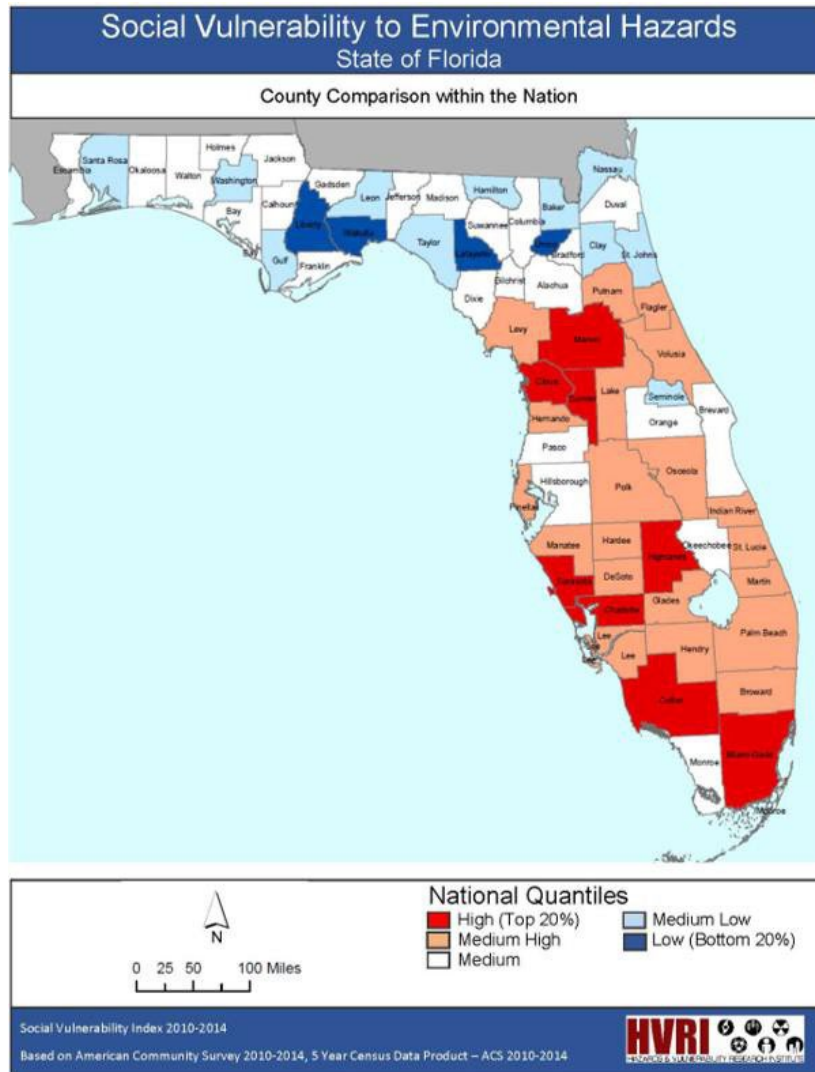 Social Vulnerability to Environmental Hazards
State of Florida
County Comparison within the Nation
Holmes
Jackson
Santa Rosa
Escambia
Okaloosa
Walton
Washington
Gadsden
Leon
Jefferson
Madison
Hamilton
Nassau
Baker
Duval
Calhoun
Bay
Liberty
Wakulla
Suwannee
Columbia
Taylor
Lafayette
Union
Bradford
Clay
St. Johns
Gulf
Franklin
Gilchrist
Alachua
Dixie
Putnam
Flagler
Levy
Marion
Volusia
Citrus
Sumter
Lake
Seminole
Hernando
Orange
Brevard
Pasco
Osceola
Hillsborough
Polk
Pinellas
Indian River
Manatee
Hardee
Highlands
Okeechobee
St. Lucie
Sarasota
DeSoto
Martin
Charlotte
Glades
Lee
Lee
Hendry
Palm Beach
Collier
Broward
Monroe
Miami-Dade
Monroe
N
0 25 50 100 Miles
National Quantiles
High (Top 20%)
Medium High
Medium
Medium Low
Low (Bottom 20%)
Social Vulnerability Index 2010-2014
Based on American Community Survey 2010-2014, 5 Year Census Data Product – ACS 2010-2014
HVRI
HAZARDS & VULNERABILITY RESEARCH INSTITUTE